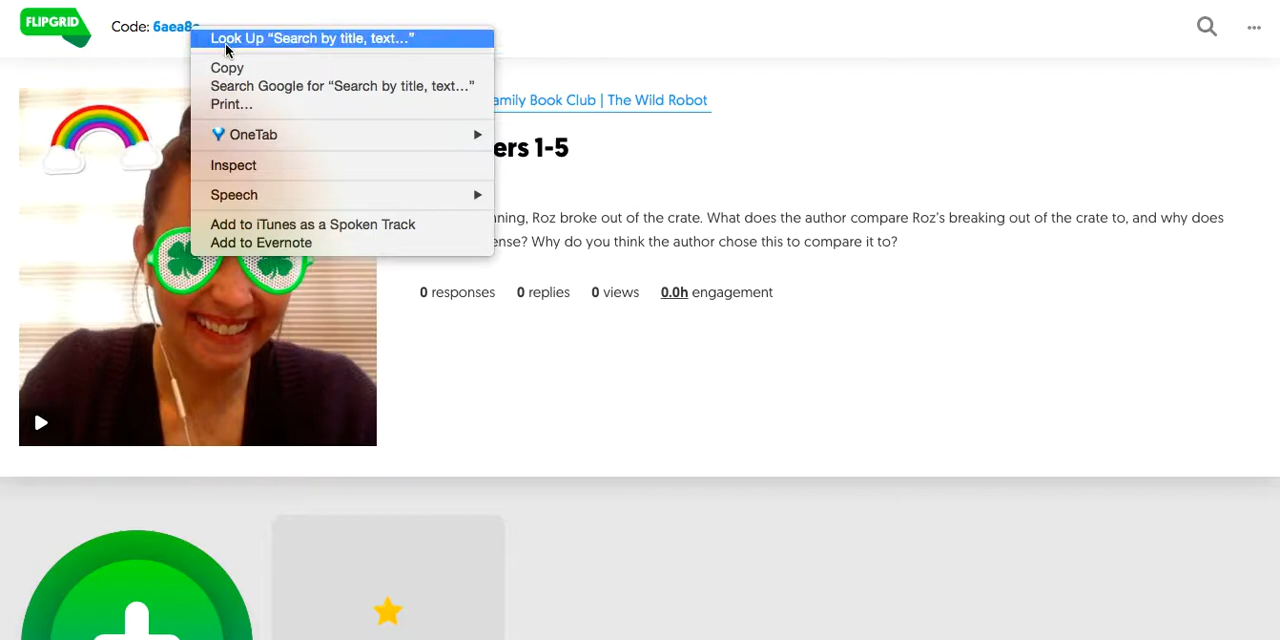 FLIPGRID
Code: 6aea8
Look Up “Search by title, text...”
Copy
Search Google for “Search by title, text...”
Print...
OneTab
Inspect
Speech
Add to iTunes as a Spoken Track
Add to Evernote
amily Book Club | The Wild Robot
ers 1-5
nning, Roz broke out of the crate. What does the author compare Roz’s breaking out of the crate to, and why does
ense? Why do you think the author chose this to compare it to?
0 responses 0 replies 0 views 0.0h engagement